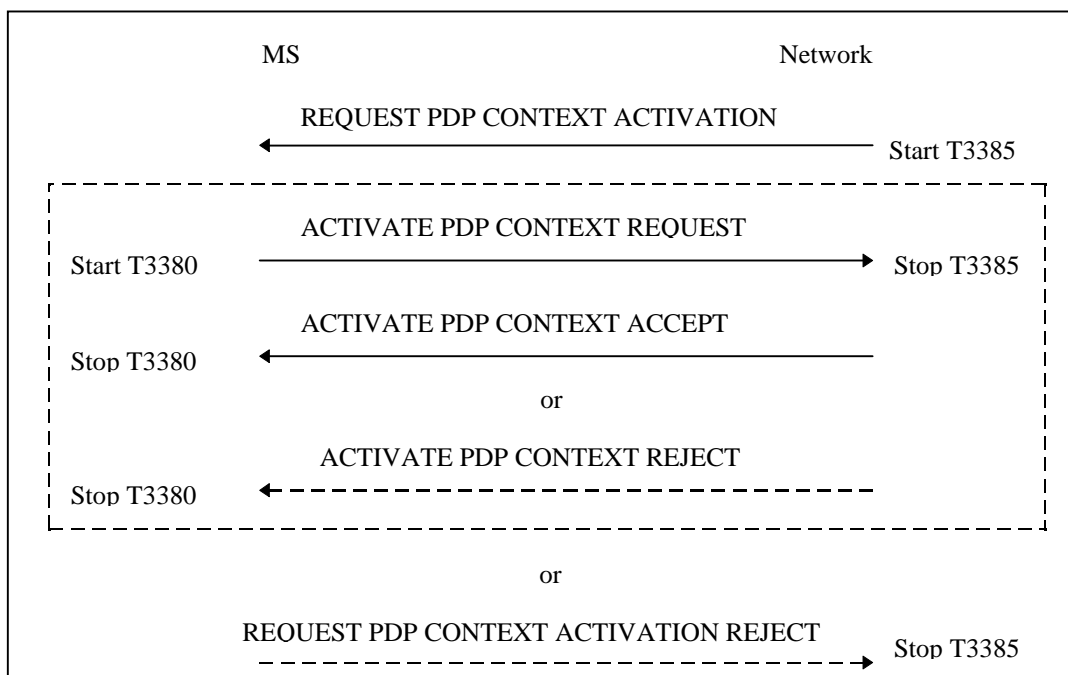 MS Network
REQUEST PDP CONTEXT ACTIVATION
Start T3385
ACTIVATE PDP CONTEXT REQUEST
Start T3380 Stop T3385
ACTIVATE PDP CONTEXT ACCEPT
Stop T3380
or
ACTIVATE PDP CONTEXT REJECT
Stop T3380
or
REQUEST PDP CONTEXT ACTIVATION REJECT
Stop T3385